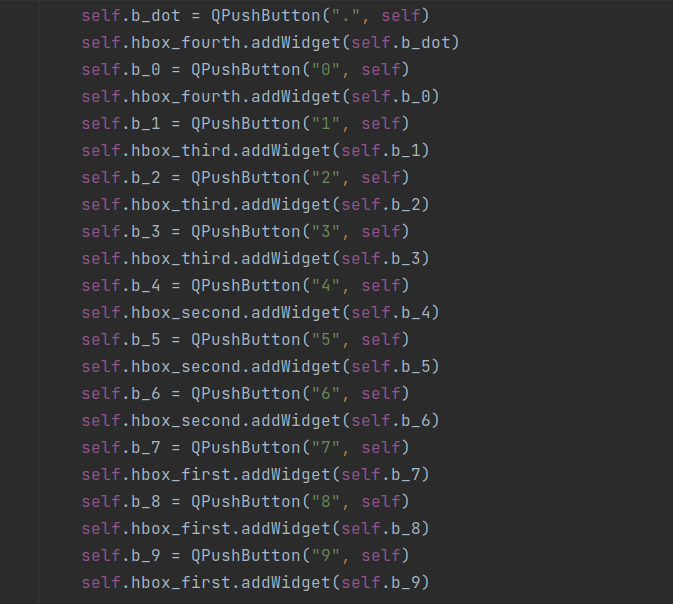 self.b_dot = QPushButton(".", self)
self.hbox_fourth.addWidget(self.b_dot)
self.b_0 = QPushButton("0", self)
self.hbox_fourth.addWidget(self.b_0)
self.b_1 = QPushButton("1", self)
self.hbox_third.addWidget(self.b_1)
self.b_2 = QPushButton("2", self)
self.hbox_third.addWidget(self.b_2)
self.b_3 = QPushButton("3", self)
self.hbox_third.addWidget(self.b_3)
self.b_4 = QPushButton("4", self)
self.hbox_second.addWidget(self.b_4)
self.b_5 = QPushButton("5", self)
self.hbox_second.addWidget(self.b_5)
self.b_6 = QPushButton("6", self)
self.hbox_second.addWidget(self.b_6)
self.b_7 = QPushButton("7", self)
self.hbox_first.addWidget(self.b_7)
self.b_8 = QPushButton("8", self)
self.hbox_first.addWidget(self.b_8)
self.b_9 = QPushButton("9", self)
self.hbox_first.addWidget(self.b_9)